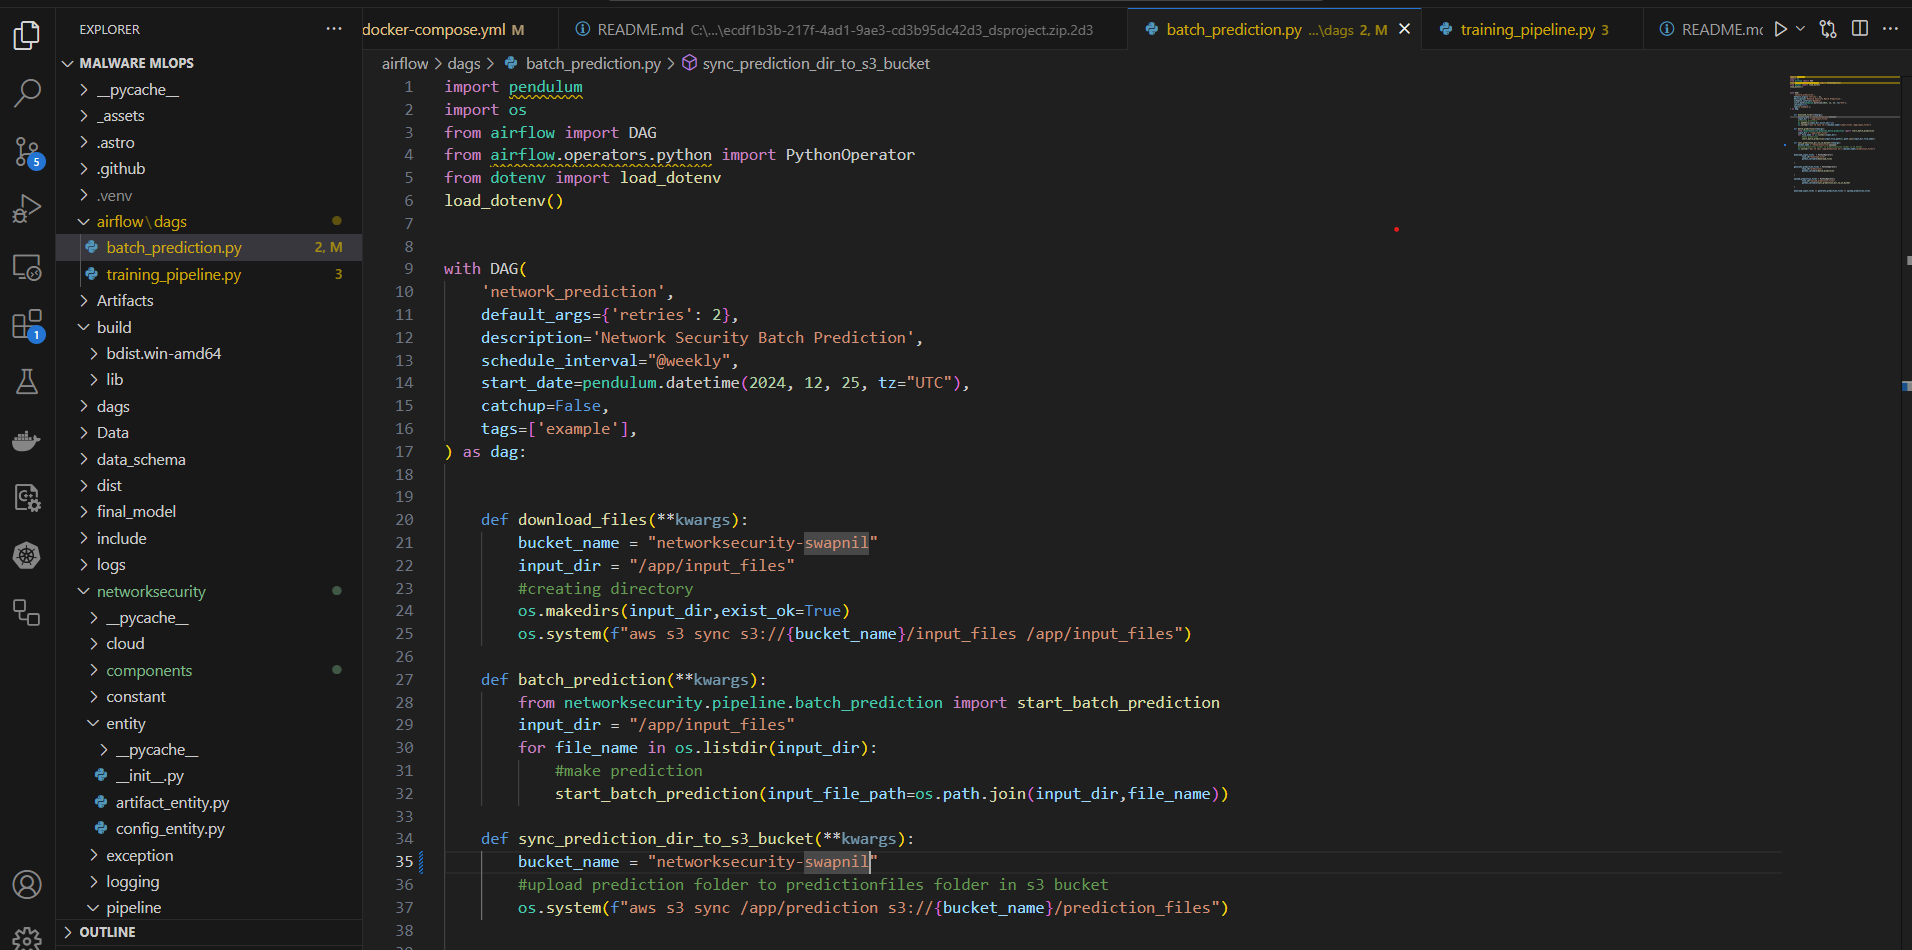 EXPLORER
docker-compose.yml M
README.md C:\...\ecdf1b3b-217f-4ad1-9ae3-cd3b95dc42d3_dsproject.zip.2d3
batch_prediction.py ...\dags 2, M
training_pipeline.py 3
README.mc
MALWARE MLOPS
__pycache__
_assets
.astro
.github
.venv
airflow\dags
batch_prediction.py 2, M
training_pipeline.py 3
Artifacts
build
bdist.win-amd64
lib
dags
Data
data_schema
dist
final_model
include
logs
networksecurity
__pycache__
cloud
components
constant
entity
__pycache__
__init__.py
artifact_entity.py
config_entity.py
exception
logging
pipeline
OUTLINE
5
1
airflow > dags > batch_prediction.py > sync_prediction_dir_to_s3_bucket
1 import pendulum
2 import os
3 from airflow import DAG
4 from airflow.operators.python import PythonOperator
5 from dotenv import load_dotenv
6 load_dotenv()
7
8
9 with DAG(
10 'network_prediction',
11 default_args={'retries': 2},
12 description='Network Security Batch Prediction',
13 schedule_interval="@weekly",
14 start_date=pendulum.datetime(2024, 12, 25, tz="UTC"),
15 catchup=False,
16 tags=['example'],
17 ) as dag:
18
19
20 def download_files(**kwargs):
21 bucket_name = "networksecurity-swapnil"
22 input_dir = "/app/input_files"
23 #creating directory
24 os.makedirs(input_dir,exist_ok=True)
25 os.system(f"aws s3 sync s3://{bucket_name}/input_files /app/input_files")
26
27 def batch_prediction(**kwargs):
28 from networksecurity.pipeline.batch_prediction import start_batch_prediction
29 input_dir = "/app/input_files"
30 for file_name in os.listdir(input_dir):
31 #make prediction
32 start_batch_prediction(input_file_path=os.path.join(input_dir,file_name))
33
34 def sync_prediction_dir_to_s3_bucket(**kwargs):
35 bucket_name = "networksecurity-swapnil"
36 #upload prediction folder to predictionfiles folder in s3 bucket
37 os.system(f"aws s3 sync /app/prediction s3://{bucket_name}/prediction_files")
38